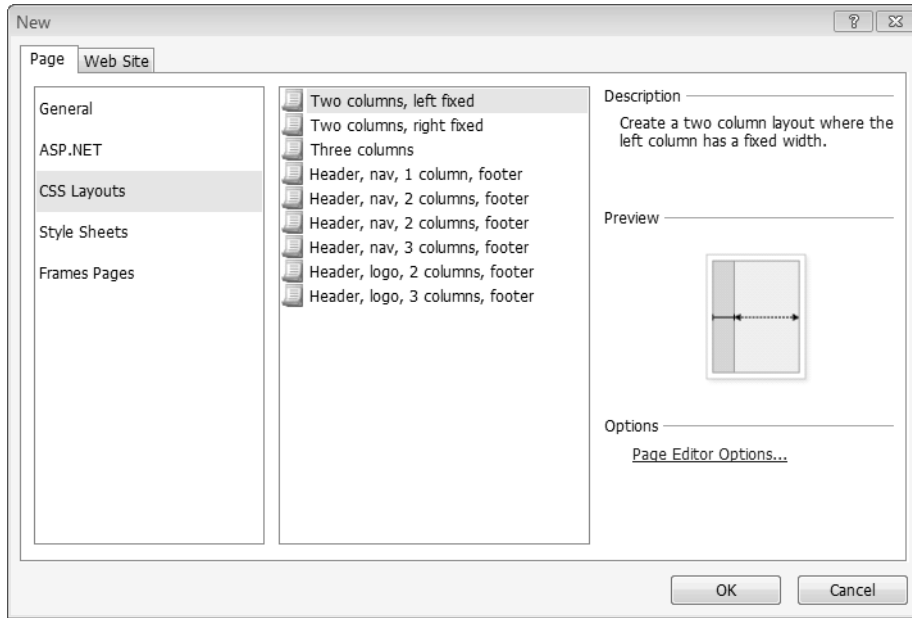 New
?
Page
Web Site
General
ASP.NET
CSS Layouts
Style Sheets
Frames Pages
Two columns, left fixed
Two columns, right fixed
Three columns
Header, nav, 1 column, footer
Header, nav, 2 columns, footer
Header, nav, 2 columns, footer
Header, nav, 3 columns, footer
Header, logo, 2 columns, footer
Header, logo, 3 columns, footer
Description
Create a two column layout where the
left column has a fixed width.
Preview
Options
Page Editor Options...
OK
Cancel